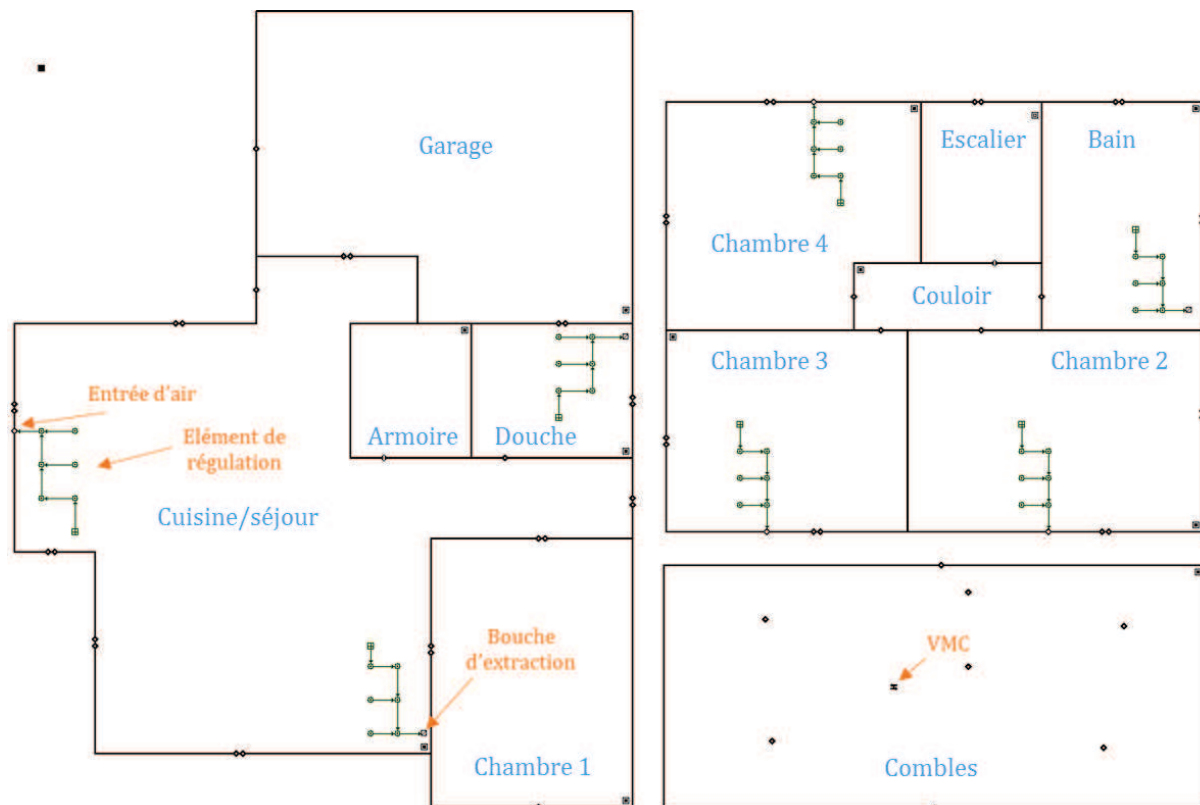 Garage
Entrée d'air
Elément de
régulation
Armoire
Douche
Cuisine/séjour
Bouche
d'extraction
Chambre 1
Escalier
Bain
Chambre 4
Couloir
Chambre 3
Chambre 2
VMC
Combles